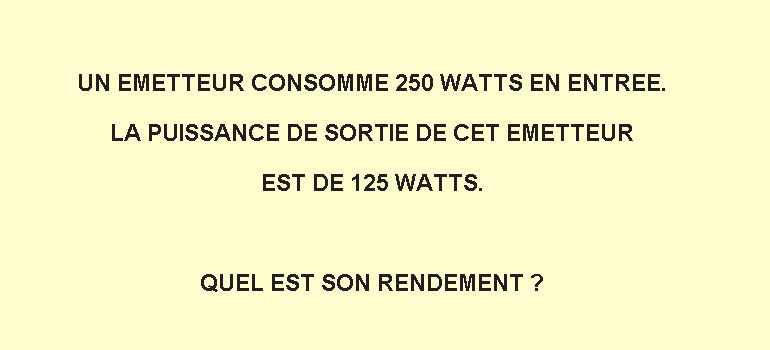 UN EMETTEUR CONSOMME 250 WATTS EN ENTREE.
LA PUISSANCE DE SORTIE DE CET EMETTEUR
EST DE 125 WATTS.
QUEL EST SON RENDEMENT ?